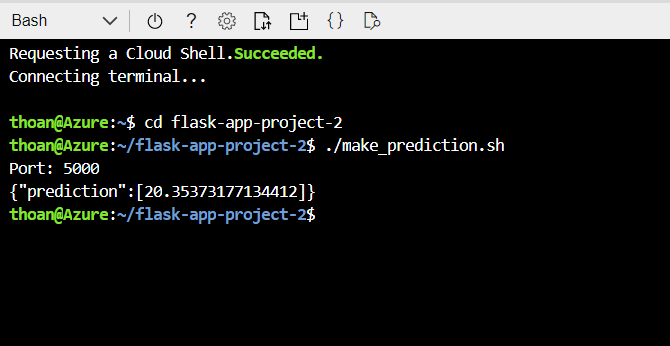 Bash
Requesting a Cloud Shell.Succeeded.
Connecting terminal...
thoan@Azure:~$ cd flask-app-project-2
thoan@Azure:~/flask-app-project-2$ ./make_prediction.sh
Port: 5000
{"prediction":[20.35373177134412]}
thoan@Azure:~/flask-app-project-2$